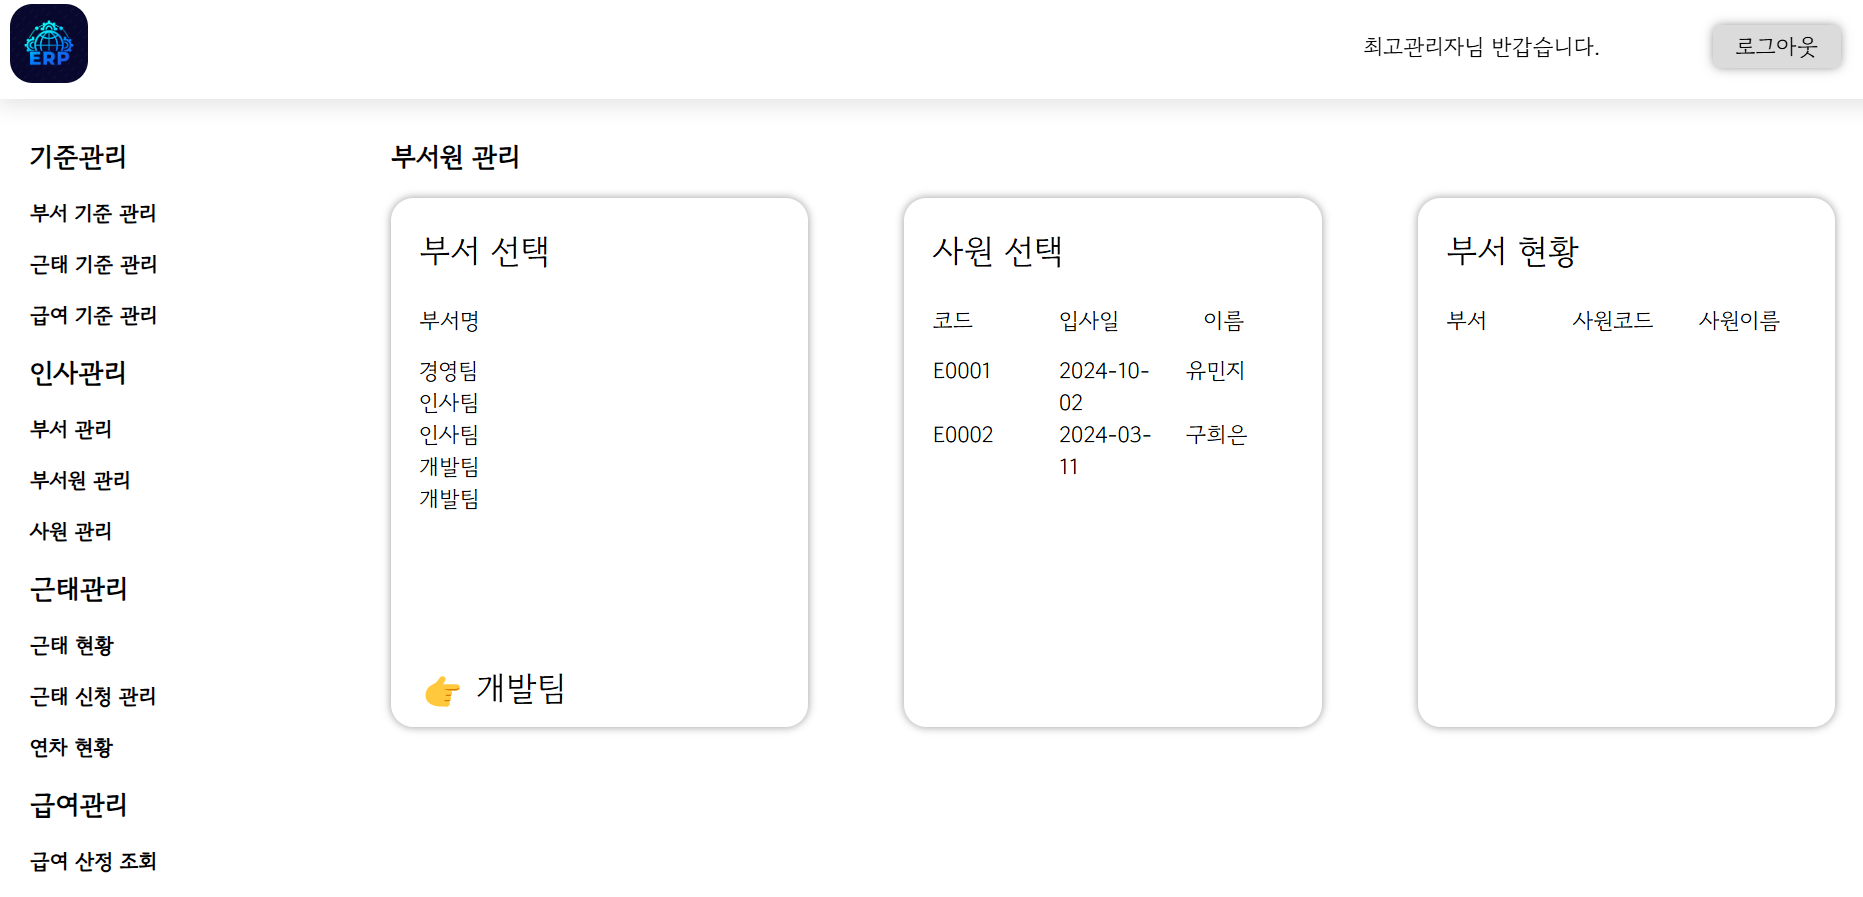 ERP
최고관리자님 반갑습니다.
로그아웃
기준관리
부서 기준 관리
근태 기준 관리
급여 기준 관리
인사관리
부서 관리
부서원 관리
사원 관리
근태관리
근태 현황
근태 신청 관리
연차 현황
급여관리
급여 산정 조회
부서원 관리
부서 선택
부서명
경영팀
인사팀
인사팀
개발팀
개발팀
👉 개발팀
사원 선택
코드 입사일 이름
E0001 2024-10-02 유민지
E0002 2024-03-11 구희은
부서 현황
부서 사원코드 사원이름